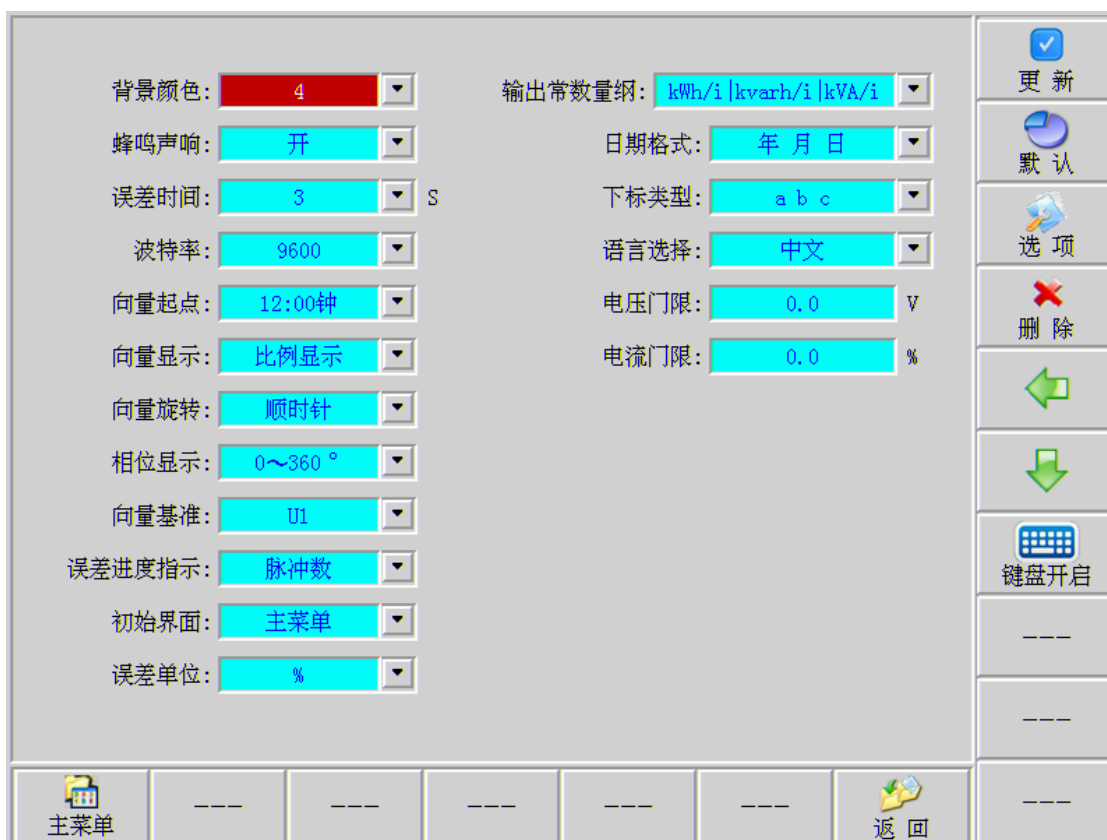 背景颜色: 4
蜂鸣声响: 开
误差时间: 3 S
波特率: 9600
向量起点: 12:00钟
向量显示: 比例显示
向量旋转: 顺时针
相位显示: 0～360°
向量基准: U1
误差进度指示: 脉冲数
初始界面: 主菜单
误差单位: %
输出常数量纲: kWh/i|kvarh/i|kVA/i
日期格式: 年 月 日
下标类型: a b c
语言选择: 中文
电压门限: 0.0 V
电流门限: 0.0 %
更 新
默 认
选 项
删 除
键盘开启
---
---
---
主菜单 --- --- --- --- --- 返 回